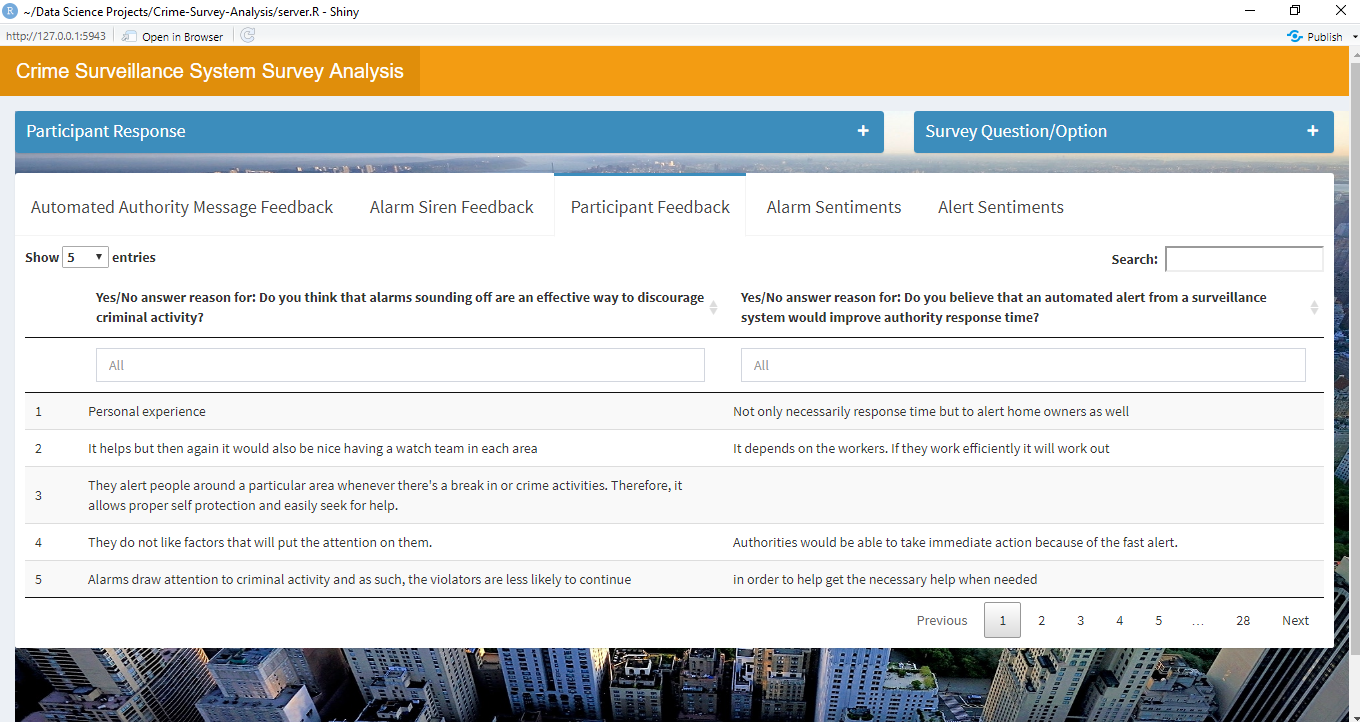 ~/Data Science Projects/Crime-Survey-Analysis/server.R - Shiny
http://127.0.0.1:5943 Open in Browser Publish
Crime Surveillance System Survey Analysis
Participant Response + Survey Question/Option +
Automated Authority Message Feedback Alarm Siren Feedback Participant Feedback Alarm Sentiments Alert Sentiments
Show 5 entries Search:
Yes/No answer reason for: Do you think that alarms sounding off are an effective way to discourage
criminal activity?
Yes/No answer reason for: Do you believe that an automated alert from a surveillance
system would improve authority response time?
All All
1 Personal experience Not only necessarily response time but to alert home owners as well
2 It helps but then again it would also be nice having a watch team in each area It depends on the workers. If they work efficiently it will work out
3 They alert people around a particular area whenever there's a break in or crime activities. Therefore, it
allows proper self protection and easily seek for help.
4 They do not like factors that will put the attention on them. Authorities would be able to take immediate action because of the fast alert.
5 Alarms draw attention to criminal activity and as such, the violators are less likely to continue in order to help get the necessary help when needed
Previous 1 2 3 4 5 … 28 Next